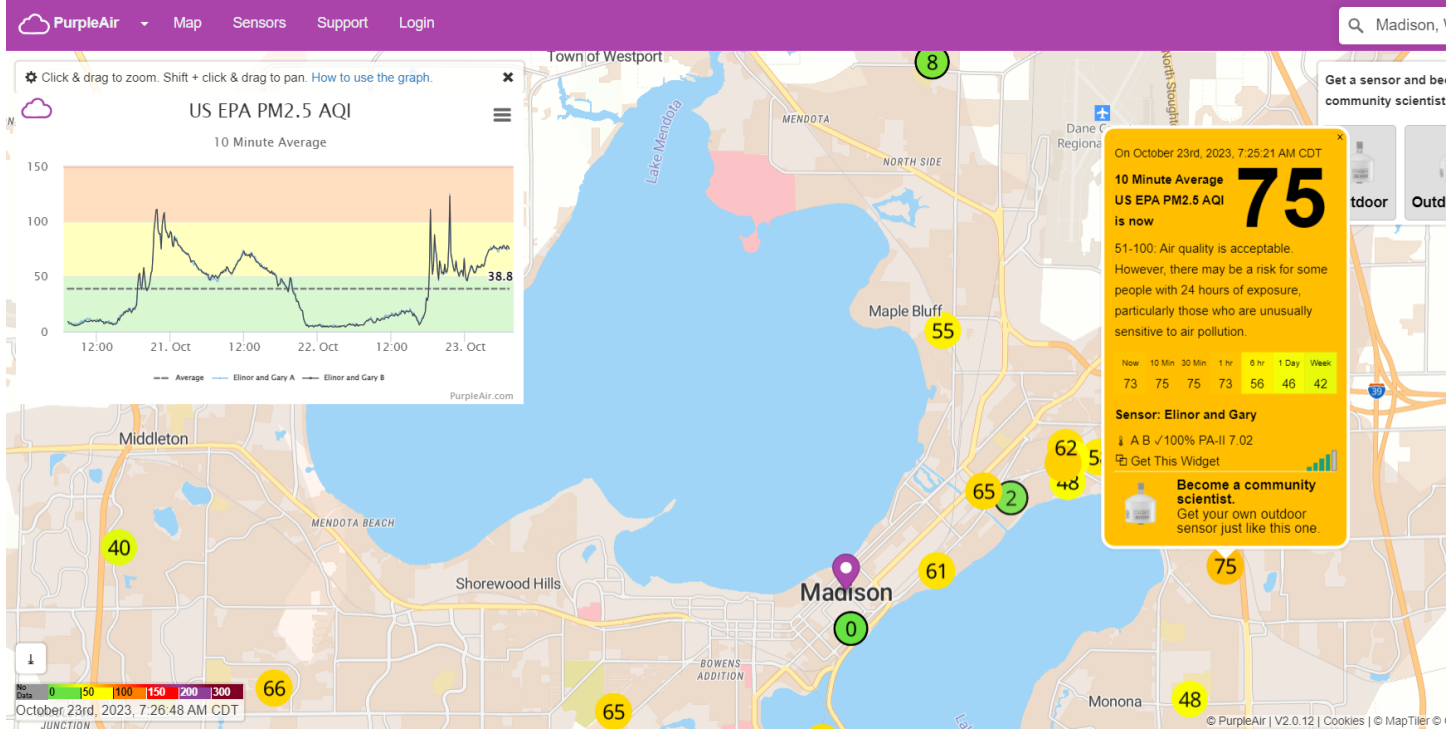 PurpleAir
Map
Sensors
Support
Login
Madison,
Click & drag to zoom. Shift + click & drag to pan. How to use the graph.
US EPA PM2.5 AQI
10 Minute Average
150
100
50
0
38.8
12:00
21. Oct
12:00
22. Oct
12:00
23. Oct
Average
Elinor and Gary A
Elinor and Gary B
PurpleAir.com
Town of Westport
8
Lake Mendota
MENDOTA
NORTH SIDE
North Stoughton
Dane
Regiona
Get a sensor and bec
community scientist
tdoor
Outd
×
On October 23rd, 2023, 7:25:21 AM CDT
10 Minute Average
US EPA PM2.5 AQI
is now
75
51-100: Air quality is acceptable.
However, there may be a risk for some
people with 24 hours of exposure,
particularly those who are unusually
sensitive to air pollution.
Now 10 Min 30 Min 1 hr 6 hr 1 Day Week
73 75 75 73 56 46 42
Sensor: Elinor and Gary
A B ✓100% PA-II 7.02
Get This Widget
Become a community
scientist.
Get your own outdoor
sensor just like this one.
Maple Bluff
55
39
Middleton
62
5
48
65
2
MENDOTA BEACH
40
75
61
Shorewood Hills
Madison
0
BOWENS
ADDITION
66
65
Monona
48
No
Data
0
50
100
150
200
300
October 23rd, 2023, 7:26:48 AM CDT
JUNCTION
© PurpleAir | V2.0.12 | Cookies | © MapTiler ©